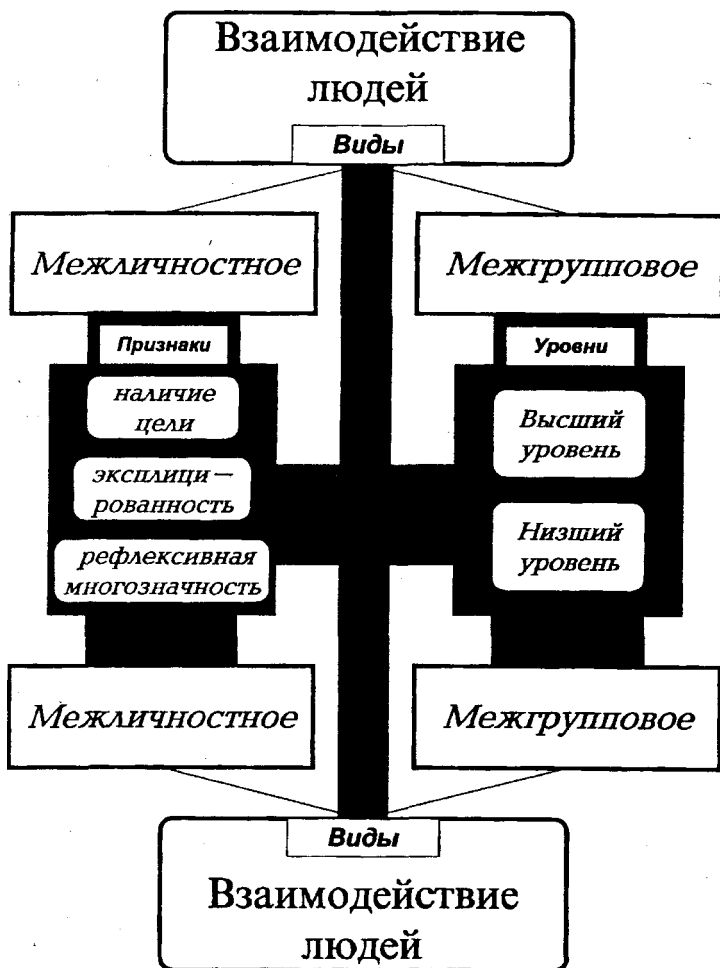 Взаимодействие
людей
Виды
Межличностное
Межгрупповое
Признаки
наличие
цели
эксплици —
рованность
рефлексивная
многозначность
Уровни
Высший
уровень
Низший
уровень
Межличностное
Межгрупповое
Виды
Взаимодействие
людей